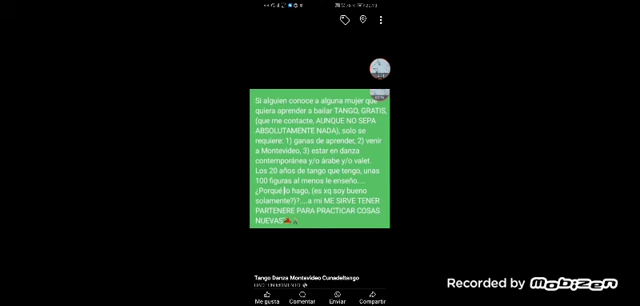 Si alguien conoce a alguna mujer que
quiera aprender a bailar TANGO, GRATIS,
(que me contacte, AUNQUE NO SEPA
ABSOLUTAMENTE NADA), solo se
requiere: 1) ganas de aprender, 2) venir
a Montevideo, 3) estar en danza
contemporánea y/o árabe y/o valet.
Los 20 años de tango que tengo, unas
100 figuras al menos le enseño....
¿Porqué lo hago, (es xq soy bueno
solamente?)?....a mi ME SIRVE TENER
PARTENERE PARA PRACTICAR COSAS
NUEVAS
Tango Danza Montevideo Cunadeltango
Me gusta
Comentar
Enviar
Compartir
Recorded by mobizen